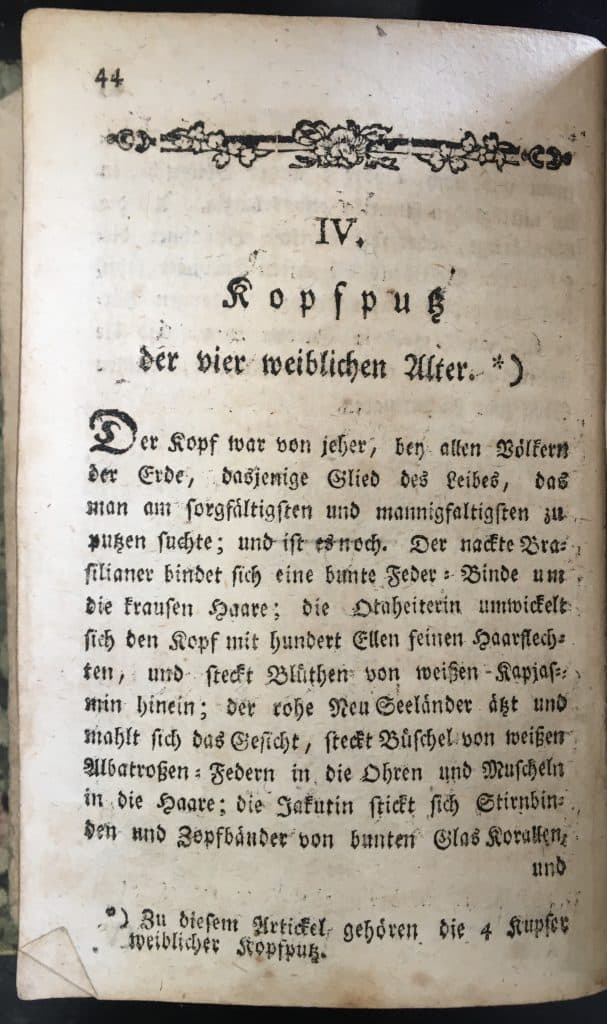 44
IV.
Kopfputz
der vier weiblichen Alter. *)
Der Kopf war von jeher, bey allen Völkern
der Erde, dasjenige Glied des Leibes, das
man am sorgfältigsten und mannigfaltigsten zu
putzen suchte; und ist es noch. Der nackte Bra-
silianer bindet sich eine bunte Feder-Binde um
die krausen Haare; die Otaheiterin umwickelt
sich den Kopf mit hundert Ellen feinen Haarflech-
ten, und steckt Blüthen von weißen Kapjas-
min hinein; der rohe Neu Seeländer ätzt und
mahlt sich das Gesicht, steckt Büschel von weißen
Albatroßen-Federn in die Ohren und Muscheln
in die Haare; die Jakutin stickt sich Stirnbin-
den und Zopfbänder von bunten Glas Korallen,
und
*) Zu diesem Artickel gehören die 4 Kupfer
weiblicher Kopfputz.